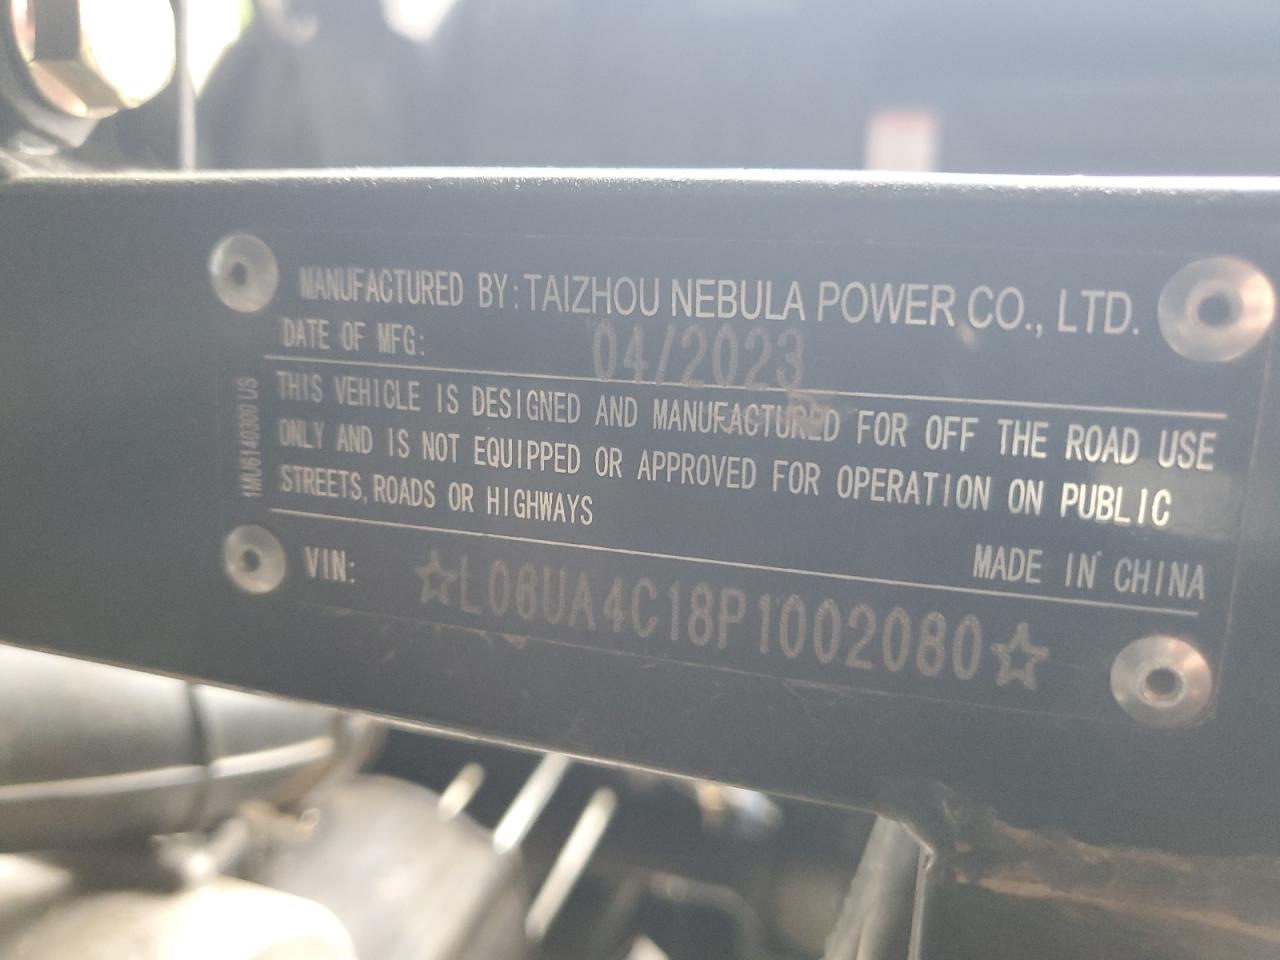 MANUFACTURED BY: TAIZHOU NEBULA POWER CO., LTD.
DATE OF MFG: 04/2023
THIS VEHICLE IS DESIGNED AND MANUFACTURED FOR OFF THE ROAD USE
ONLY AND IS NOT EQUIPPED OR APPROVED FOR OPERATION ON PUBLIC
STREETS, ROADS OR HIGHWAYS
MADE IN CHINA
VIN: ☆L06UA4C18P1002080☆
1MU6140300 US